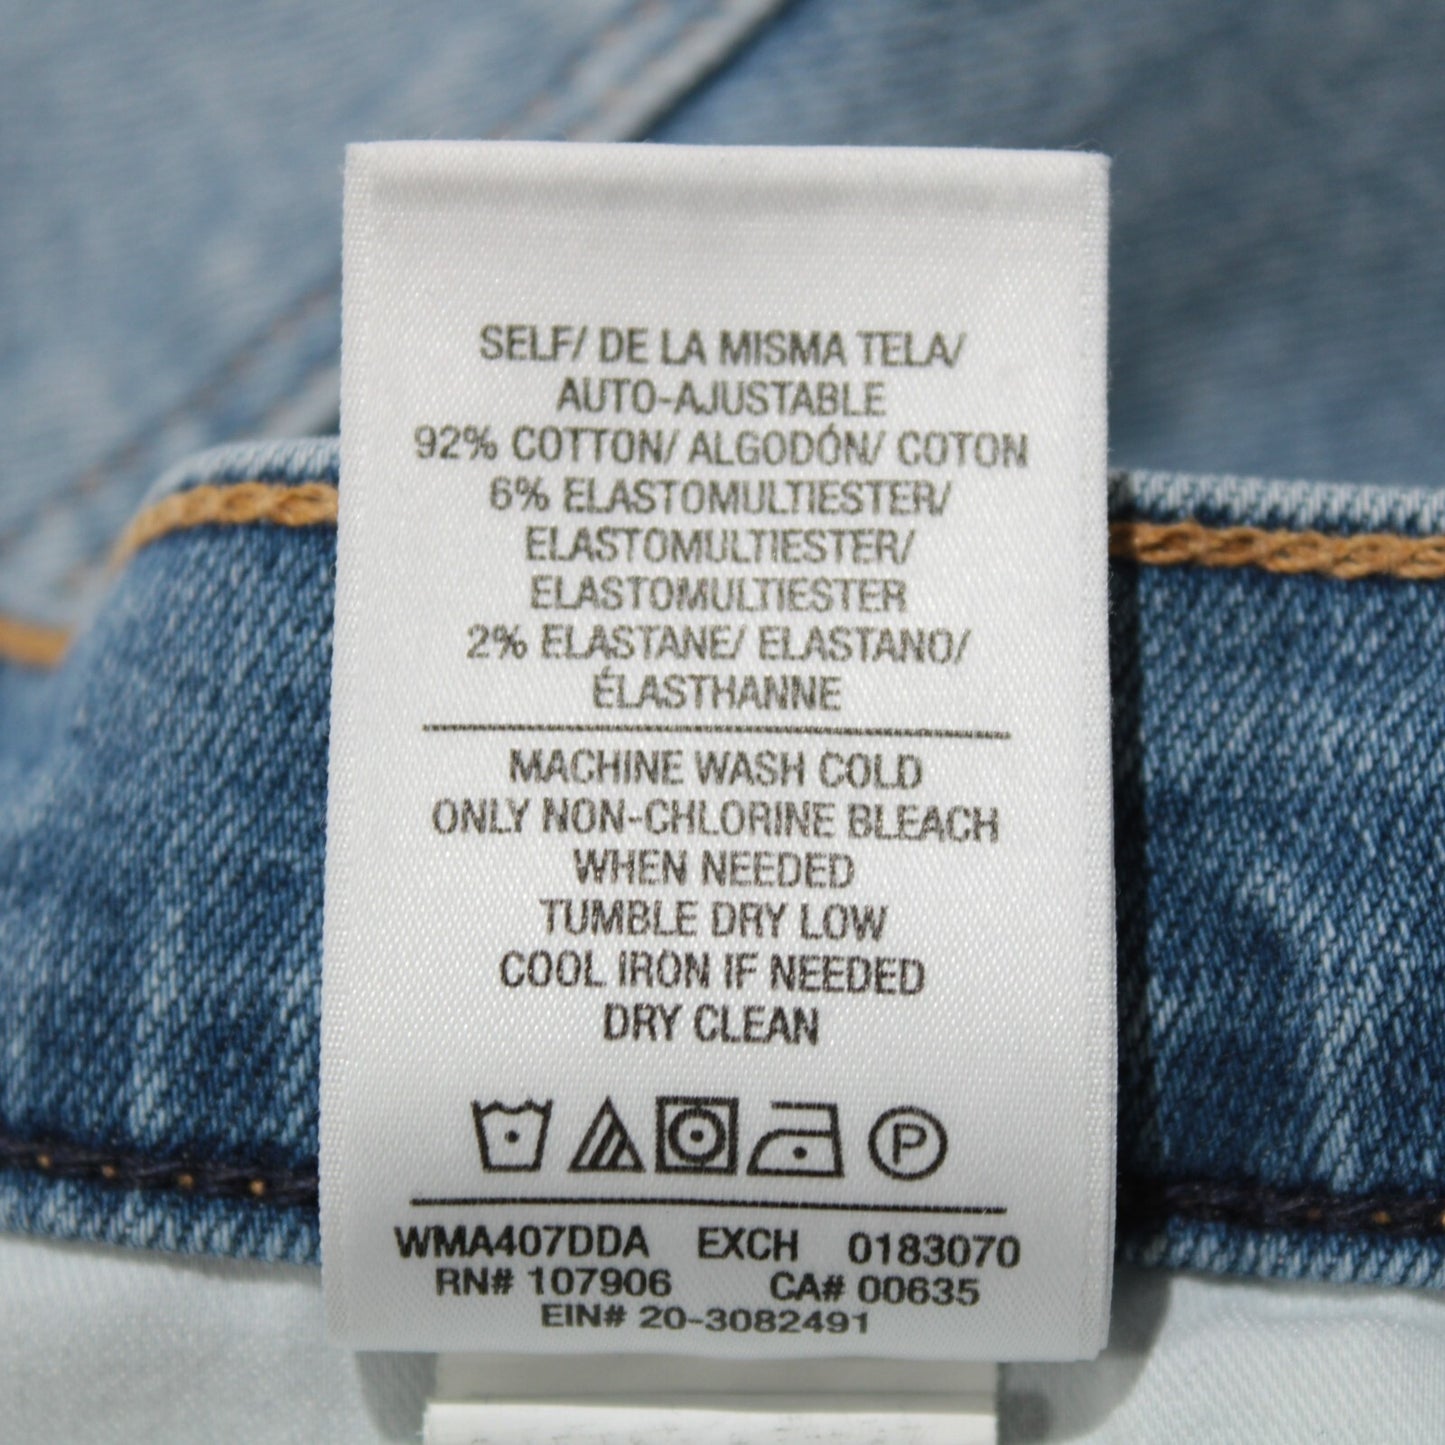 SELF/ DE LA MISMA TELA/
AUTO-AJUSTABLE
92% COTTON/ ALGODÓN/ COTON
6% ELASTOMULTIESTER/
ELASTOMULTIESTER/
ELASTOMULTIESTER
2% ELASTANE/ ELASTANO/
ÉLASTHANNE
MACHINE WASH COLD
ONLY NON-CHLORINE BLEACH
WHEN NEEDED
TUMBLE DRY LOW
COOL IRON IF NEEDED
DRY CLEAN
P
WMA407DDA EXCH 0183070
RN# 107906 CA# 00635
EIN# 20-3082491